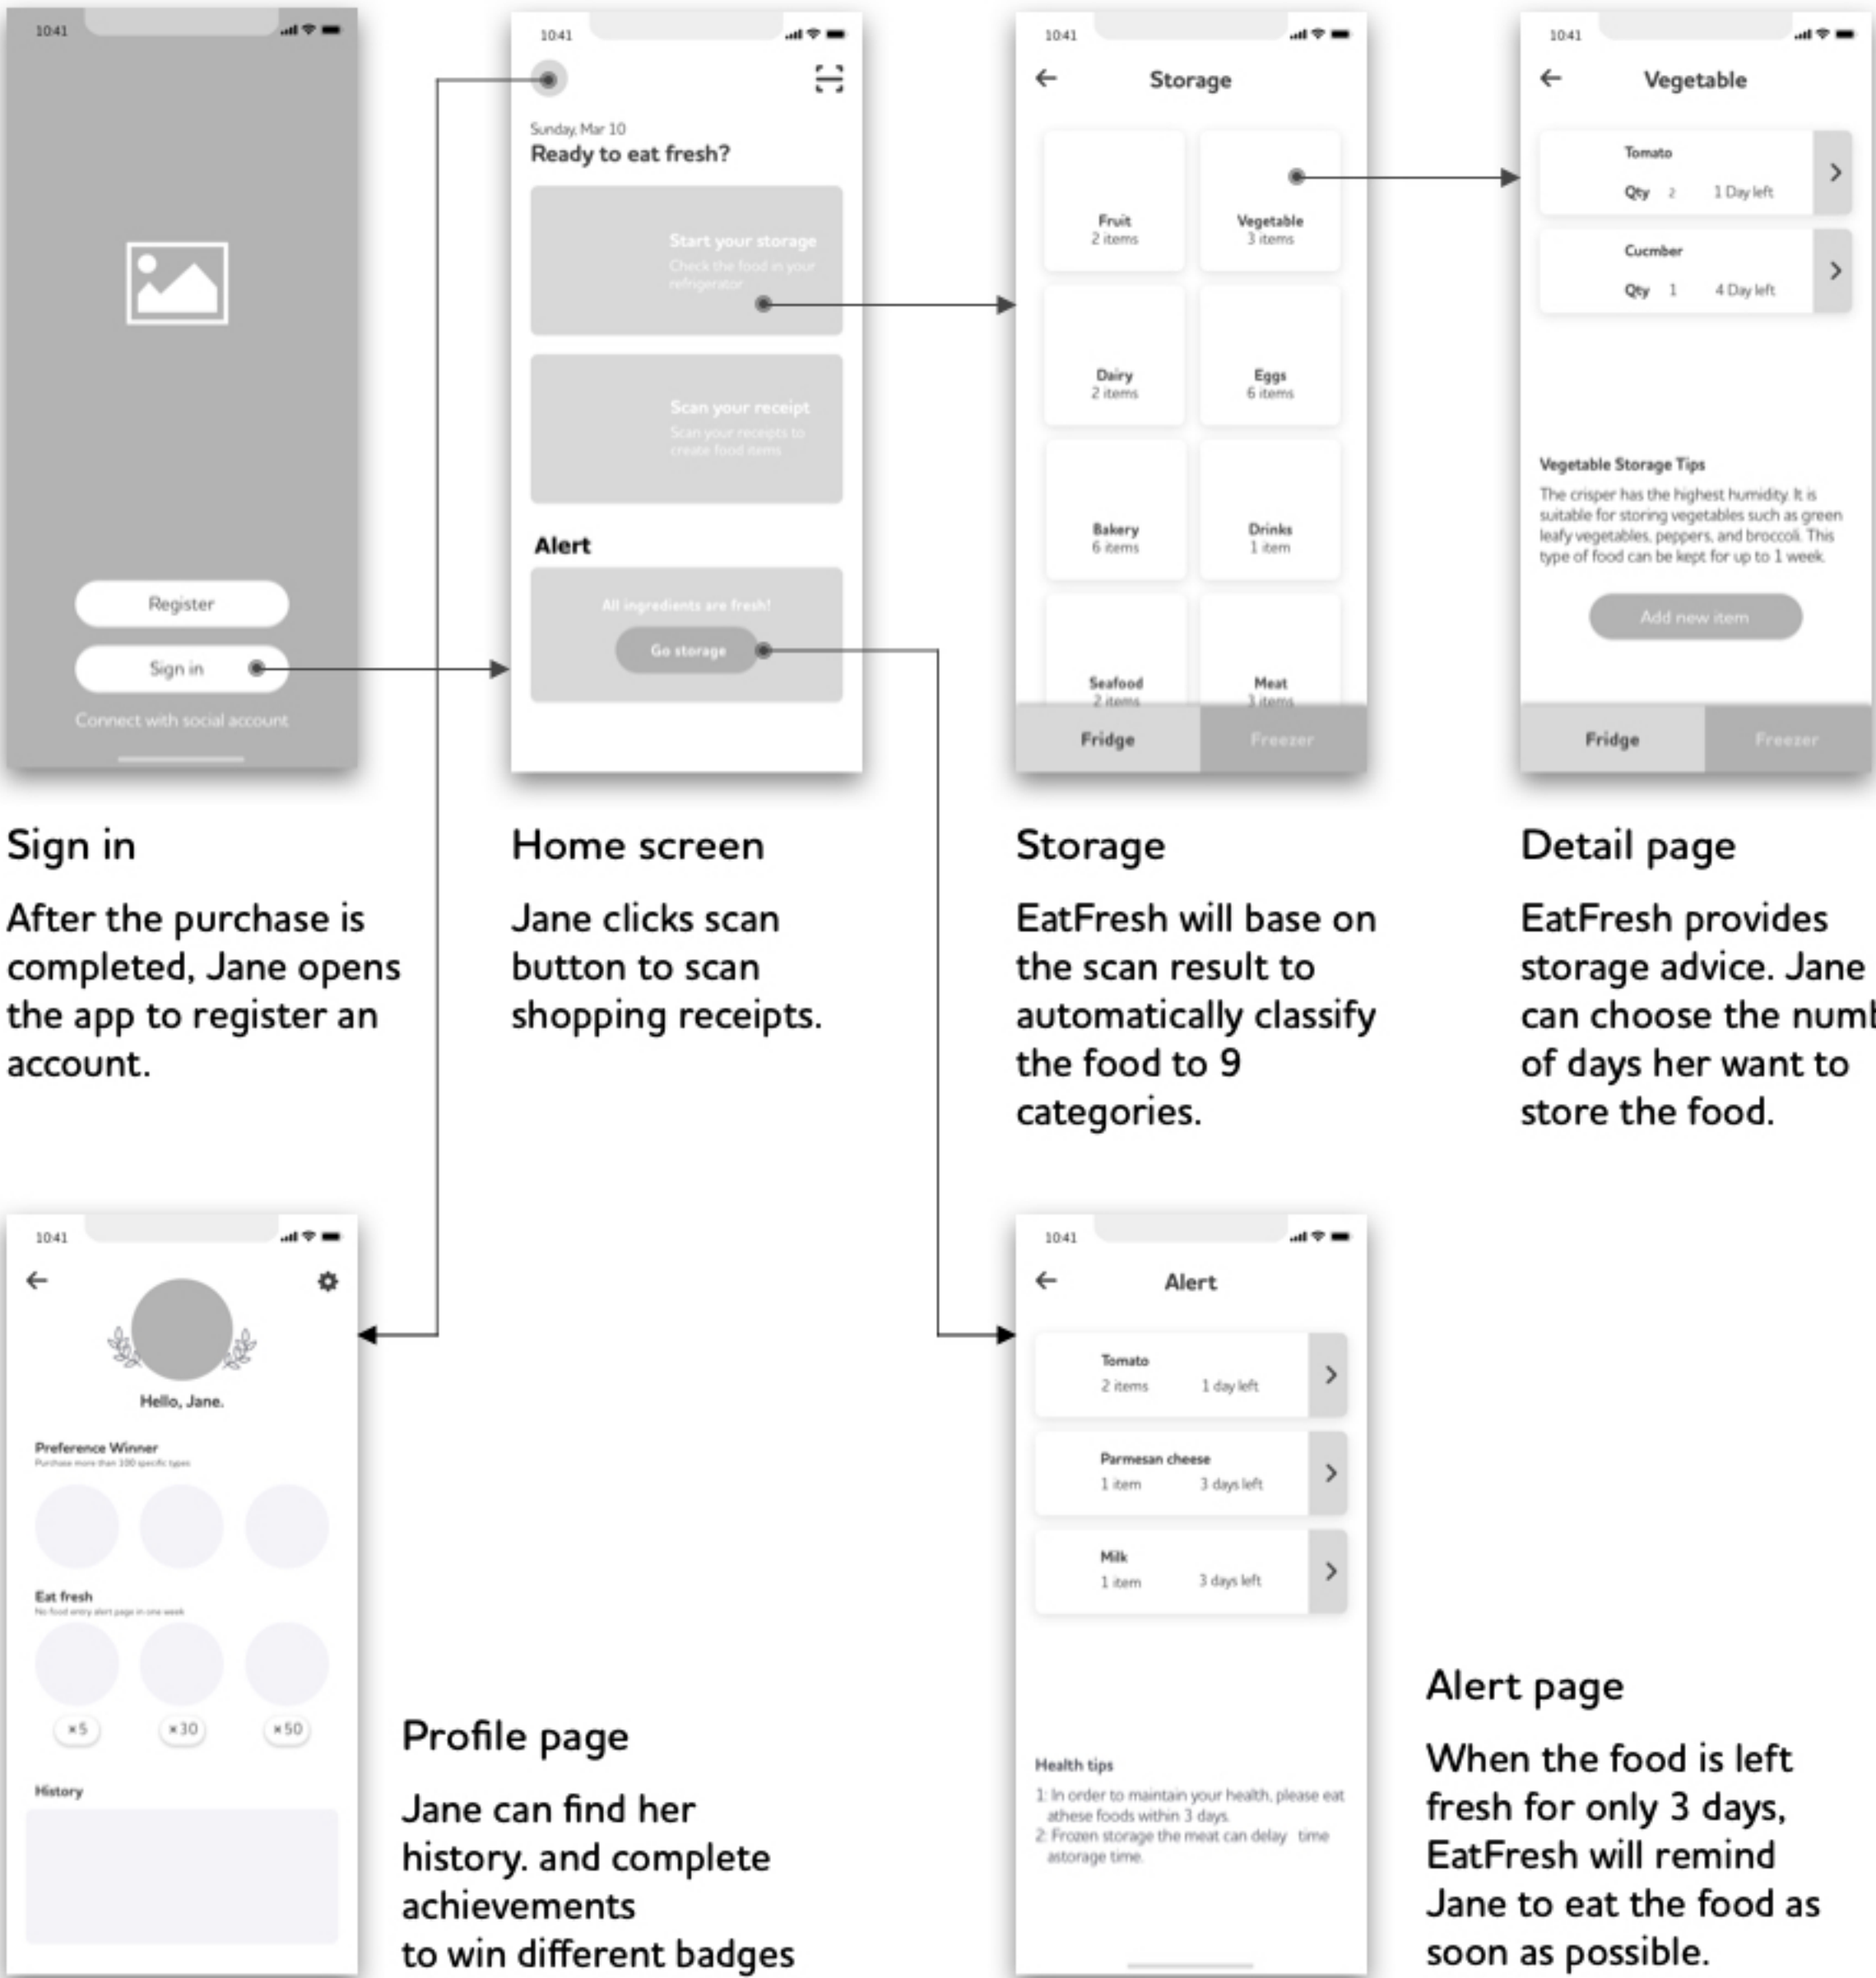 10:41
Register
Sign in
Connect with social account
10:41
Sunday, Mar 10
Ready to eat fresh?
Start your storage
Check the food in your
refrigerator
Scan your receipt
Scan your receipts to
create food items
Alert
All ingredients are fresh!
Go storage
10:41
Storage
Fruit
2 items
Vegetable
3 items
Dairy
2 items
Eggs
6 items
Bakery
6 items
Drinks
1 item
Seafood
2 items
Meat
3 items
Fridge
Freezer
10:41
Vegetable
Tomato
Qty 2 1 Day left
Cucmber
Qty 1 4 Day left
Vegetable Storage Tips
The crisper has the highest humidity. It is
suitable for storing vegetables such as green
leafy vegetables, peppers, and broccoli. This
type of food can be kept for up to 1 week.
Add new item
Fridge
Freezer
Sign in
After the purchase is
completed, Jane opens
the app to register an
account.
Home screen
Jane clicks scan
button to scan
shopping receipts.
Storage
EatFresh will base on
the scan result to
automatically classify
the food to 9
categories.
Detail page
EatFresh provides
storage advice. Jane
can choose the numb
of days her want to
store the food.
10:41
Hello, Jane.
Preference Winner
Purchase more than 100 specific types
Eat fresh
No food entry alert page in one week
×5
×30
×50
History
Profile page
Jane can find her
history. and complete
achievements
to win different badges
10:41
Alert
Tomato
2 items 1 day left
Parmesan cheese
1 item 3 days left
Milk
1 item 3 days left
Health tips
1: In order to maintain your health, please eat
athese foods within 3 days.
2: Frozen storage the meat can delay time
astorage time.
Alert page
When the food is left
fresh for only 3 days,
EatFresh will remind
Jane to eat the food as
soon as possible.